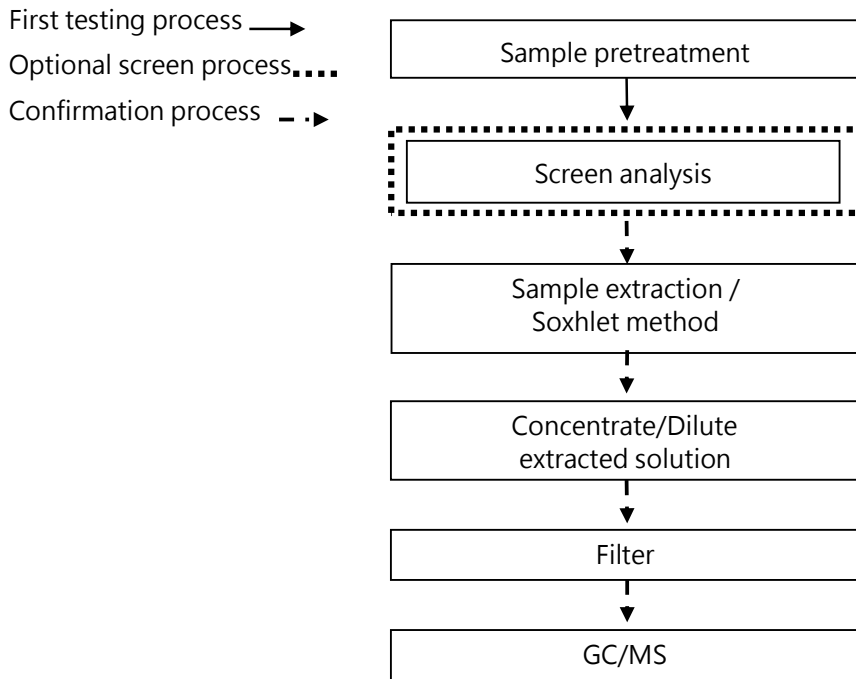 First testing process
Optional screen process
Confirmation process
Sample pretreatment
Screen analysis
Sample extraction /
Soxhlet method
Concentrate/Dilute
extracted solution
Filter
GC/MS